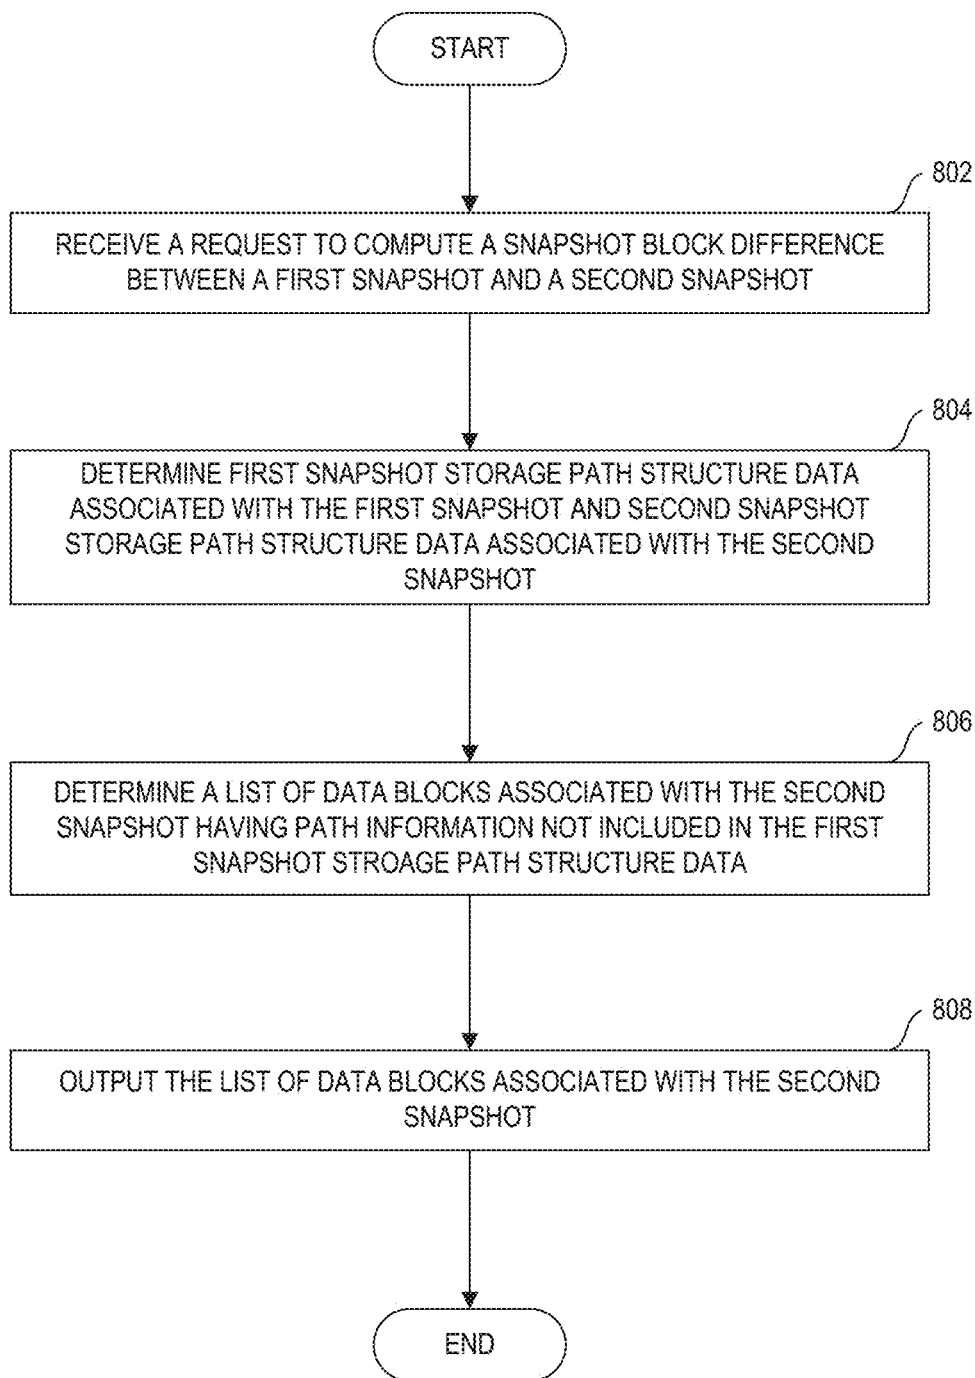 START
802
RECEIVE A REQUEST TO COMPUTE A SNAPSHOT BLOCK DIFFERENCE
BETWEEN A FIRST SNAPSHOT AND A SECOND SNAPSHOT
804
DETERMINE FIRST SNAPSHOT STORAGE PATH STRUCTURE DATA
ASSOCIATED WITH THE FIRST SNAPSHOT AND SECOND SNAPSHOT
STORAGE PATH STRUCTURE DATA ASSOCIATED WITH THE SECOND
SNAPSHOT
806
DETERMINE A LIST OF DATA BLOCKS ASSOCIATED WITH THE SECOND
SNAPSHOT HAVING PATH INFORMATION NOT INCLUDED IN THE FIRST
SNAPSHOT STROAGE PATH STRUCTURE DATA
808
OUTPUT THE LIST OF DATA BLOCKS ASSOCIATED WITH THE SECOND
SNAPSHOT
END